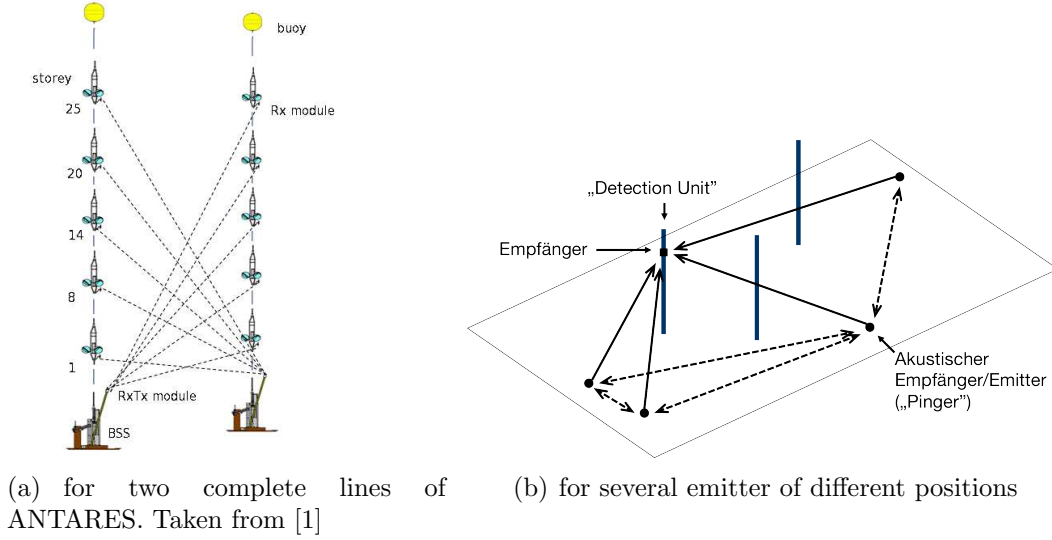 buoy
storey
25
Rx module
20
14
8
1
RxTx module
BSS
„Detection Unit”
Empfänger
Akustischer
Empfänger/Emitter
(„Pinger”)
(a) for two complete lines of
ANTARES. Taken from [1]
(b) for several emitter of different positions